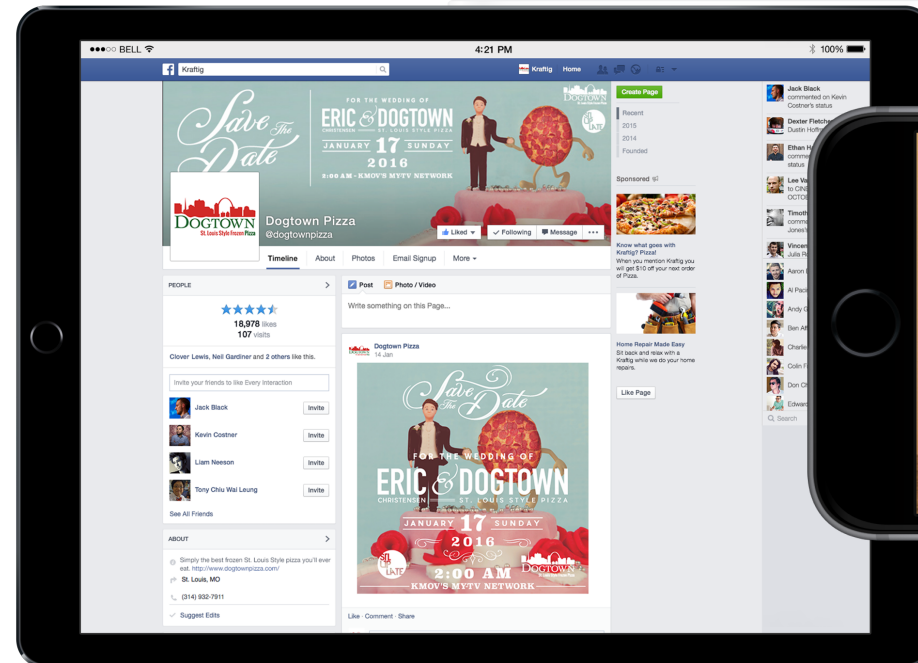 BELL
4:21 PM
100%
Kraftig
Kraftig Home
Save The Date
FOR THE WEDDING OF
ERIC & DOGTOWN
CHRISTENSEN ST. LOUIS STYLE PIZZA
JANUARY 17 SUNDAY
2016
2:00 AM • KMOV'S MY-TV NETWORK
DOGTOWN
DOGTOWN
St. Louis Style Frozen Pizza
Dogtown Pizza
@dogtownpizza
Liked
Following
Message
Timeline
About
Photos
Email Signup
More
Create Page
Recent
2015
2014
Founded
Sponsored
Know what goes with
Kraftig? Pizza!
When you mention Kraftig you
will get $10 off your next order
of Pizza.
Home Repair Made Easy
Sit back and relax with a
Kraftig while we do your home
repairs.
Like Page
PEOPLE
18,978 likes
107 visits
Clover Lewis, Neil Gardiner and 2 others like this.
Invite your friends to like Every Interaction
Jack Black Invite
Kevin Costner Invite
Liam Neeson Invite
Tony Chiu Wai Leung Invite
See All Friends
ABOUT
Simply the best frozen St. Louis Style pizza you'll ever
eat. http://www.dogtownpizza.com/
St. Louis, MO
(314) 932-7911
Suggest Edits
Post
Photo / Video
Write something on this Page...
Dogtown Pizza
14 Jan
Save The Date
FOR THE WEDDING OF
ERIC & DOGTOWN
CHRISTENSEN ST. LOUIS STYLE PIZZA
JANUARY 17 SUNDAY
2016
2:00 AM
KMOV'S MY-TV NETWORK
SIT UP LATE
DOGTOWN
Like · Comment · Share
Jack Black
commented on Kevin
Costner's status
Dexter Fletcher
Dustin
Ethan
status
Lee
to
Julia
Aaron
Al
Andy
Ben
Charlie
Colin
Don
Edward
Search